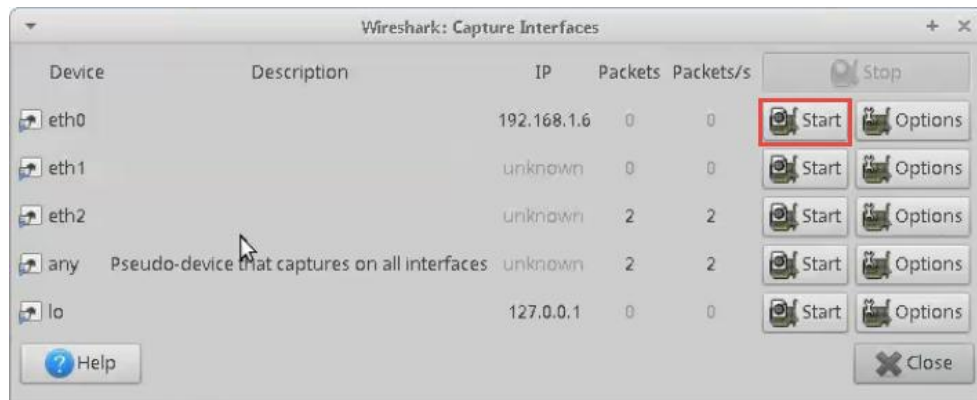 Wireshark: Capture Interfaces
Device Description IP Packets Packets/s Stop
eth0 192.168.1.6 0 0 Start Options
eth1 unknown 0 0 Start Options
eth2 unknown 2 2 Start Options
any Pseudo-device that captures on all interfaces unknown 2 2 Start Options
lo 127.0.0.1 0 0 Start Options
Help Close